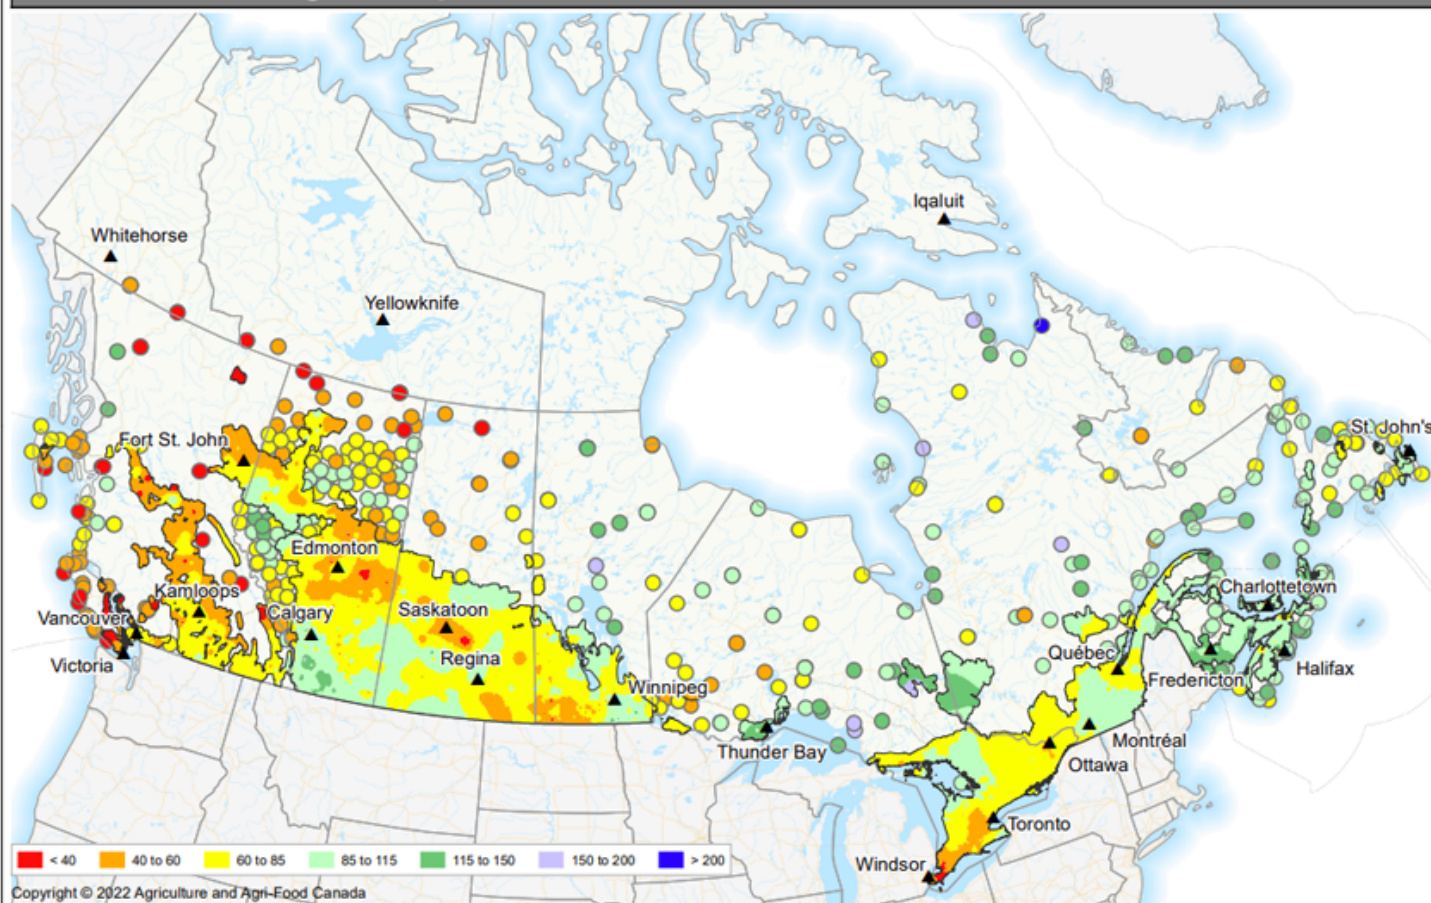 Iqaluit
Whitehorse
Yellowknife
Fort St. John
St. John's
Edmonton
Kamloops
Calgary
Saskatoon
Charlottetown
Vancouver
Victoria
Regina
Québec
Halifax
Fredericton
Winnipeg
Thunder Bay
Montréal
Ottawa
Toronto
Windsor
< 40 40 to 60 60 to 85 85 to 115 115 to 150 150 to 200 > 200
Copyright © 2022 Agriculture and Agri-Food Canada